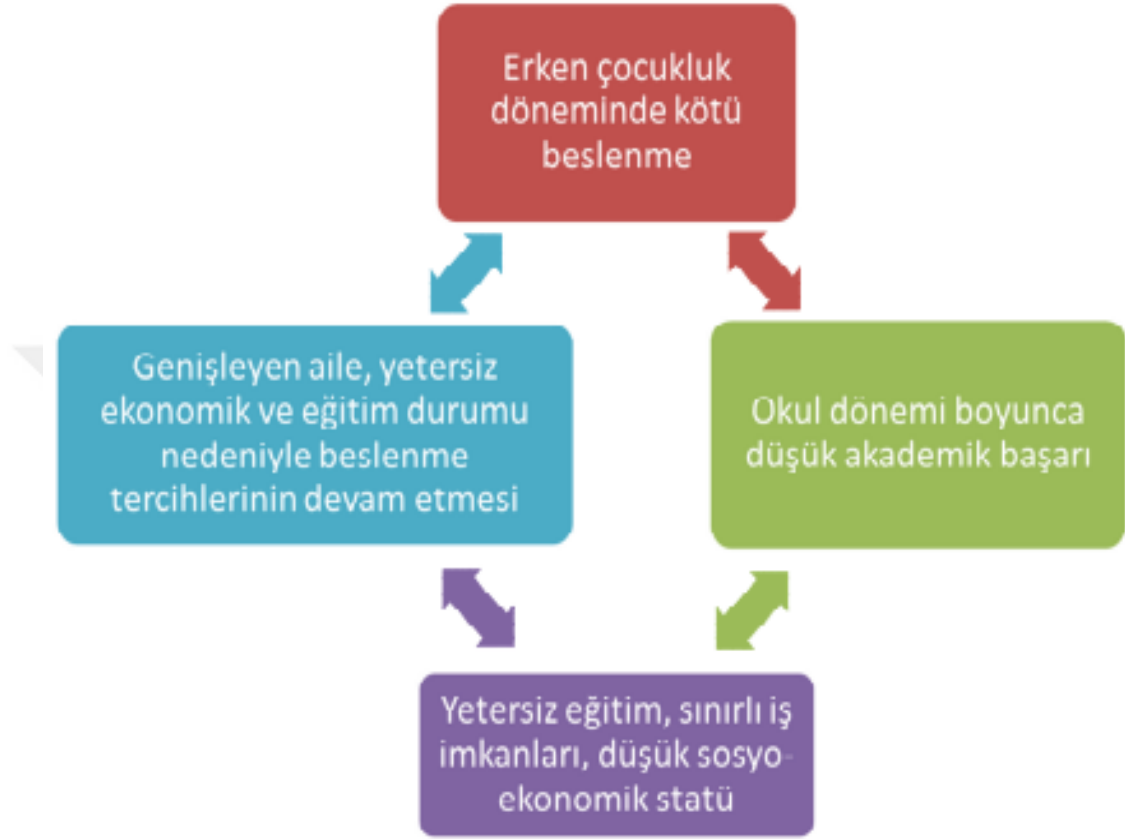 Erken çocukluk
döneminde kötü
beslenme
Genişleyen aile, yetersiz
ekonomik ve eğitim durumu
nedeniyle beslenme
tercihlerinin devam etmesi
Okul dönemi boyunca
düşük akademik başarı
Yetersiz eğitim, sınırlı iş
imkanları, düşük sosyo-
ekonomik statü